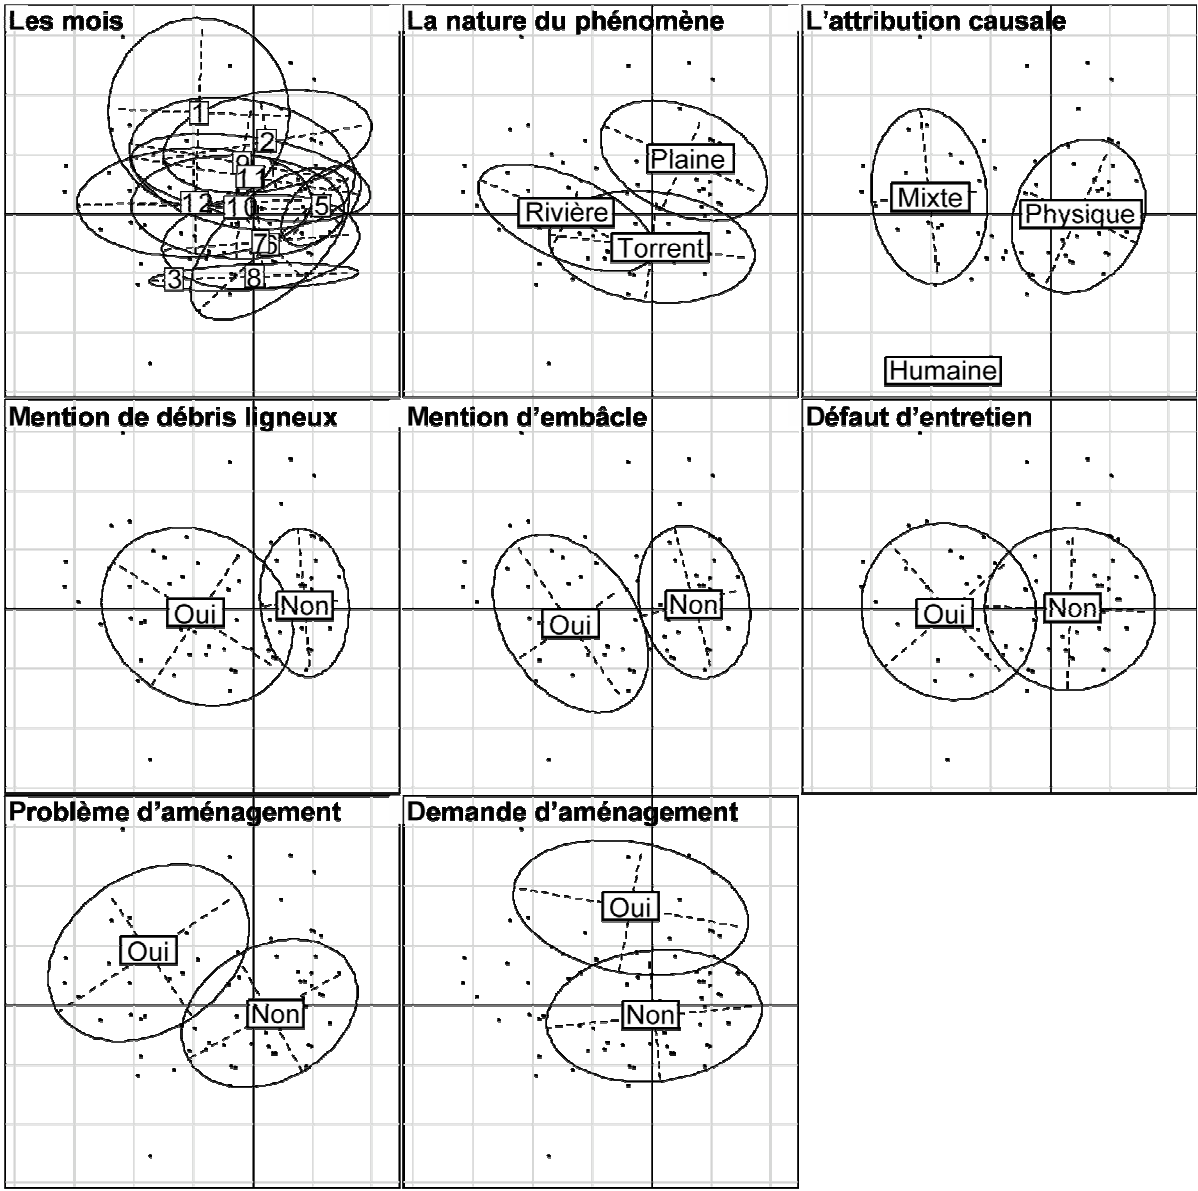 Les mois
La nature du phénomène
L'attribution causale
1
2
11
12
10
5
7
3
8
Plaine
Rivière
Torrent
Mixte
Physique
Humaine
Mention de débris ligneux
Mention d'embâcle
Défaut d'entretien
Oui
Non
Oui
Non
Oui
Non
Problème d'aménagement
Demande d'aménagement
Oui
Non
Oui
Non